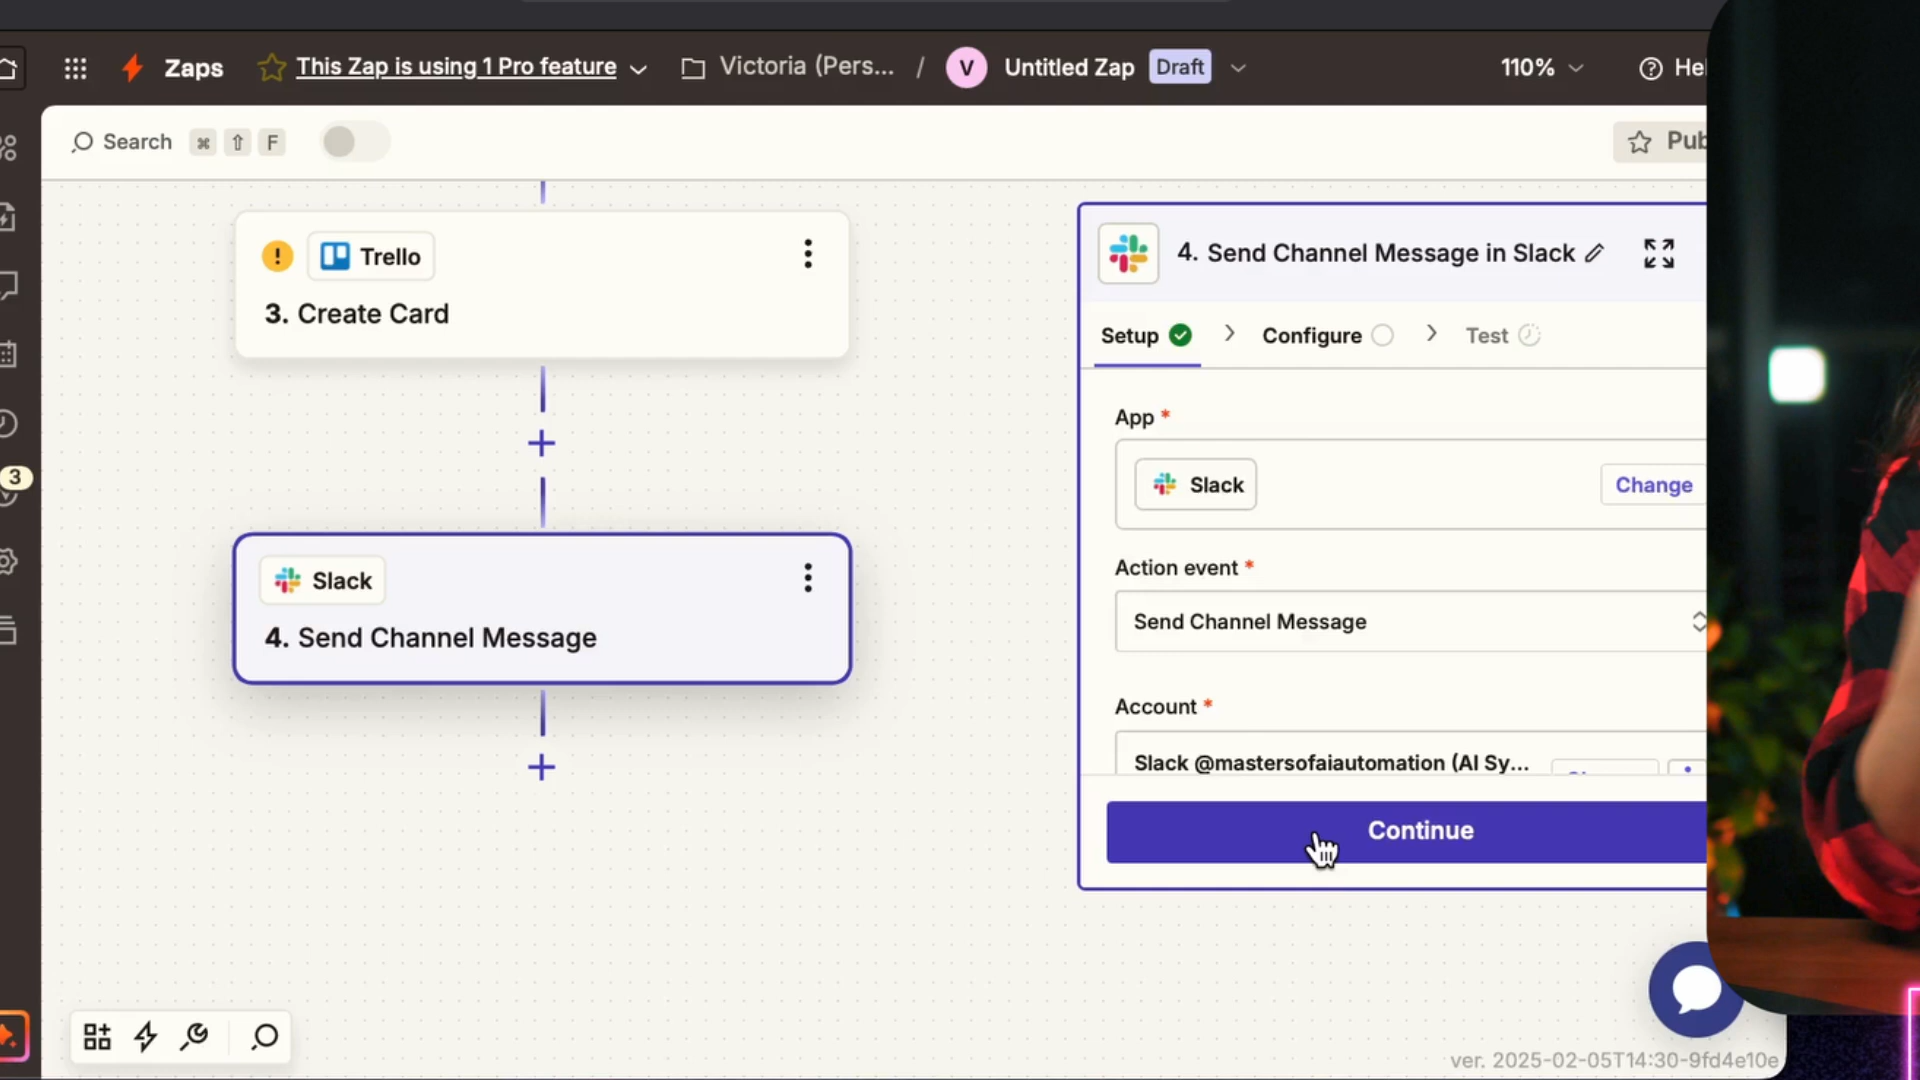 Zaps
This Zap is using 1 Pro feature
Victoria (Pers... / V Untitled Zap Draft
110%
Search ⌘ ⇧ F
3
! Trello
3. Create Card
+
Slack
4. Send Channel Message
+
4. Send Channel Message in Slack
Setup > Configure > Test
App *
Slack
Change
Action event *
Send Channel Message
Account *
Slack @mastersofaiautomation (AI Sy...
Continue
ver. 2025-02-05T14:30-9fd4e10e